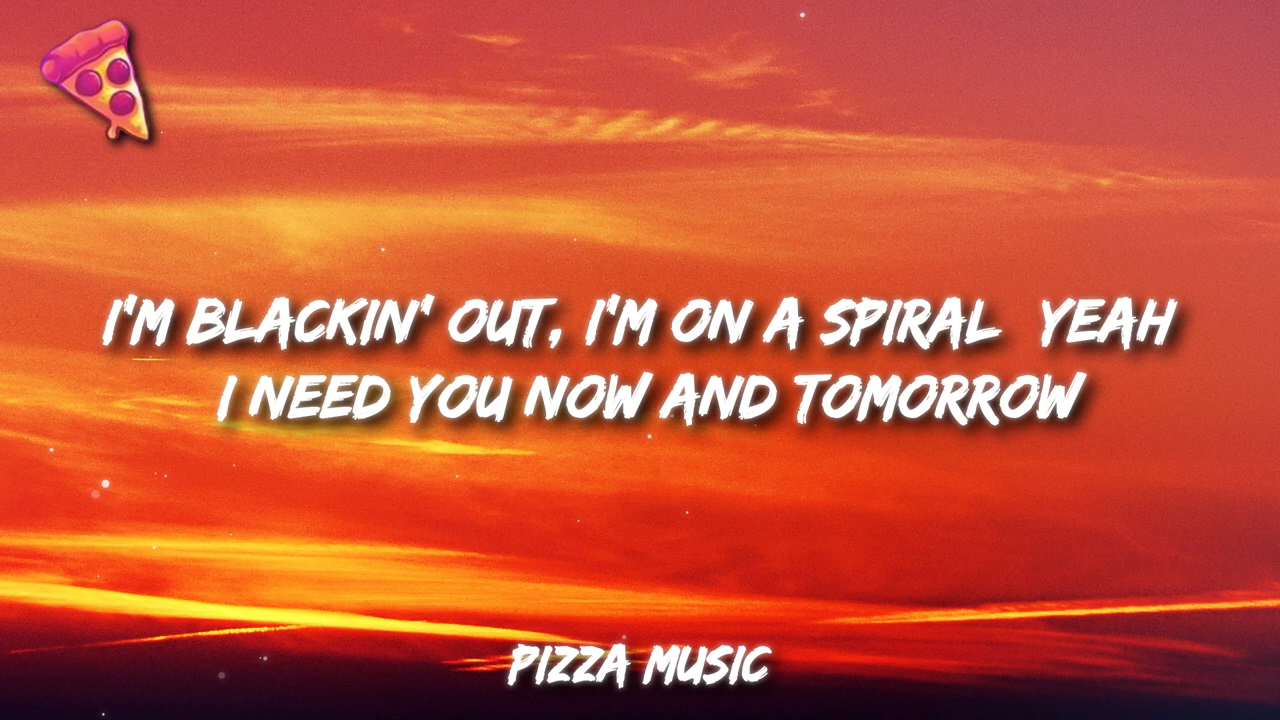 I'M BLACKIN' OUT, I'M ON A SPIRAL  YEAH
I NEED YOU NOW AND TOMORROW
PIZZA MUSIC